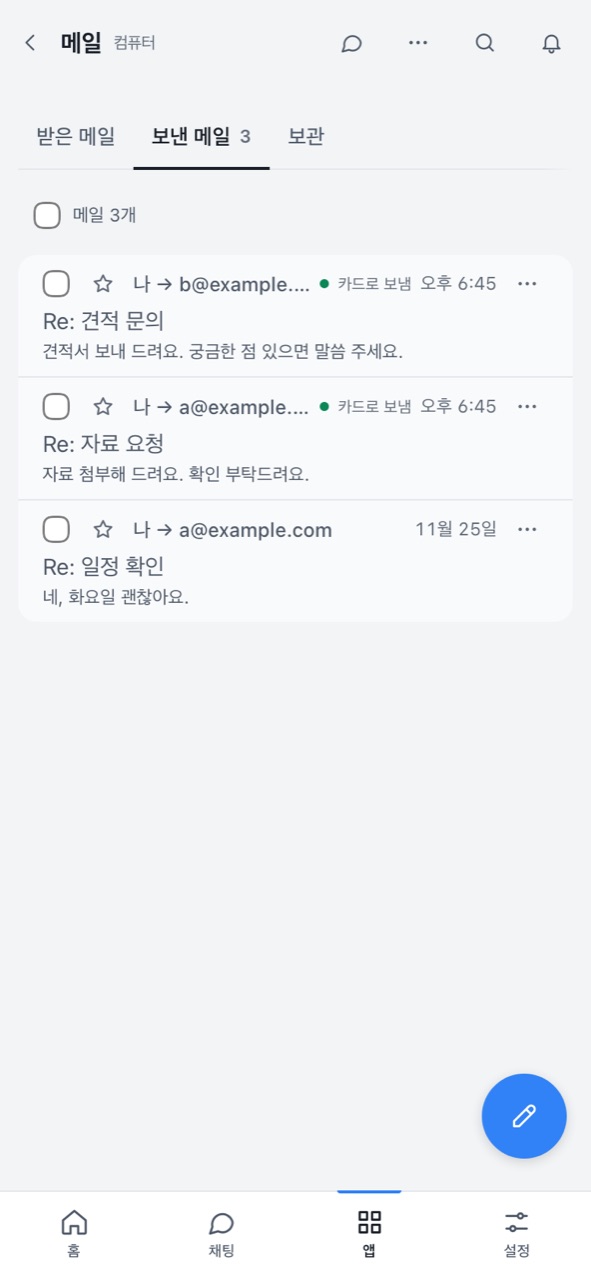 메일 컴퓨터
받은 메일 보낸 메일 3 보관
메일 3개
나 → b@example.... 카드로 보냄 오후 6:45
Re: 견적 문의
견적서 보내 드려요. 궁금한 점 있으면 말씀 주세요.
나 → a@example.... 카드로 보냄 오후 6:45
Re: 자료 요청
자료 첨부해 드려요. 확인 부탁드려요.
나 → a@example.com 11월 25일
Re: 일정 확인
네, 화요일 괜찮아요.
홈 채팅 앱 설정